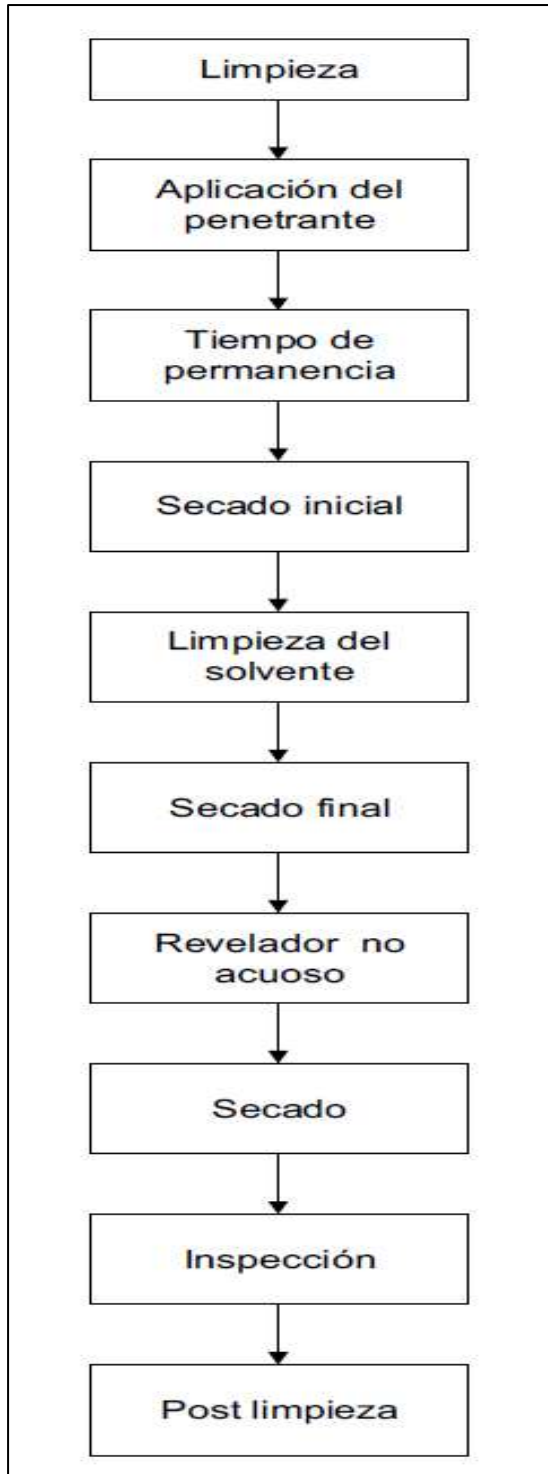 Limpieza
Aplicación del
penetrante
Tiempo de
permanencia
Secado inicial
Limpieza del
solvente
Secado final
Revelador no
acuoso
Secado
Inspección
Post limpieza